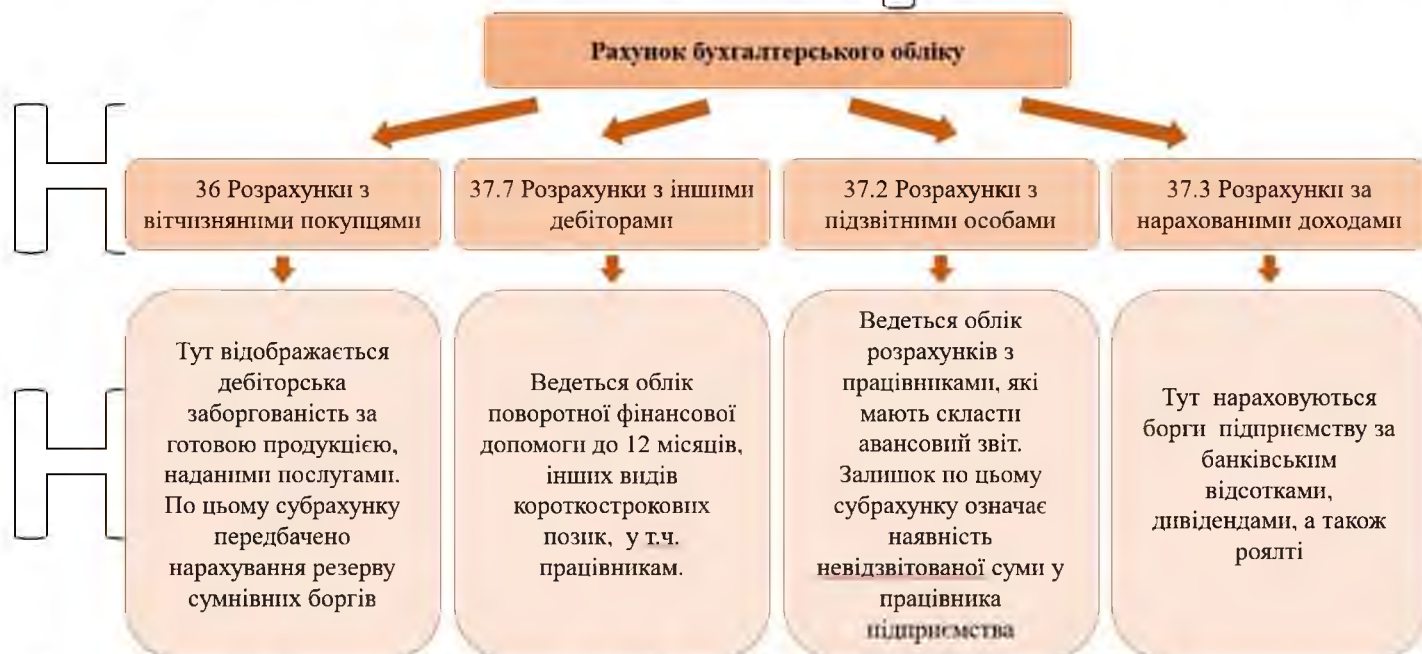 Рахунок бухгалтерського обліку
36 Розрахунки з
вітчизняними покупцями
37.7 Розрахунки з іншими
дебіторами
37.2 Розрахунки з
підзвітними особами
37.3 Розрахунки за
нарахованими доходами
Тут відображається
дебіторська
заборгованість за
готовою продукцією,
наданими послугами.
По цьому субрахунку
передбачено
нарахування резерву
сумнівних боргів
Ведеться облік
поворотної фінансової
допомоги до 12 місяців,
інших видів
короткострокових
позик, у т.ч.
працівникам.
Ведеться облік
розрахунків з
працівниками, які
мають скласти
авансовий звіт.
Залишок по цьому
субрахунку означає
наявність
невідзвітованої суми у
працівника
підприємства
Тут нараховуються
борги підприємству за
банківським
відсотками,
дивідендами, а також
роялті